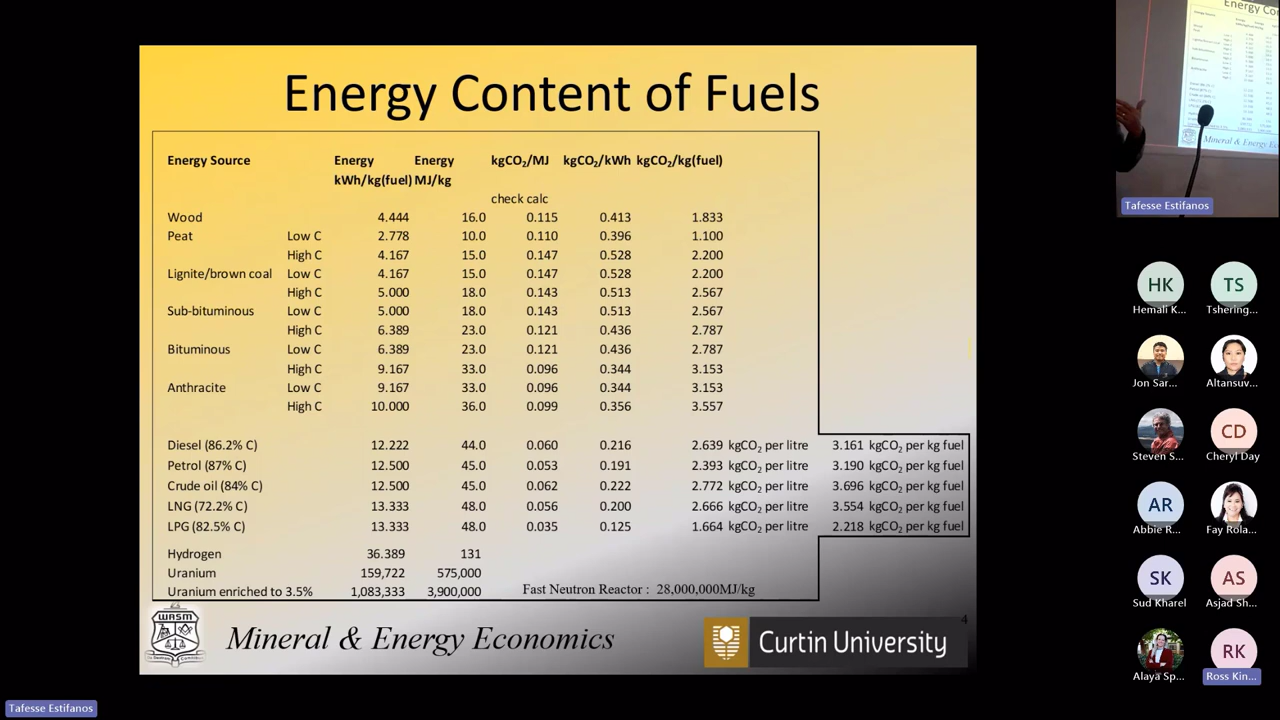 Energy Content of Fuels
Energy Source Energy Energy kgCO2/MJ kgCO2/kWh kgCO2/kg(fuel)
kWh/kg(fuel) MJ/kg
check calc
Wood 4.444 16.0 0.115 0.413 1.833
Peat Low C 2.778 10.0 0.110 0.396 1.100
High C 4.167 15.0 0.147 0.528 2.200
Lignite/brown coal Low C 4.167 15.0 0.147 0.528 2.200
High C 5.000 18.0 0.143 0.513 2.567
Sub-bituminous Low C 5.000 18.0 0.143 0.513 2.567
High C 6.389 23.0 0.121 0.436 2.787
Bituminous Low C 6.389 23.0 0.121 0.436 2.787
High C 9.167 33.0 0.096 0.344 3.153
Anthracite Low C 9.167 33.0 0.096 0.344 3.153
High C 10.000 36.0 0.099 0.356 3.557
Diesel (86.2% C) 12.222 44.0 0.060 0.216 2.639 kgCO2 per litre 3.161 kgCO2 per kg fuel
Petrol (87% C) 12.500 45.0 0.053 0.191 2.393 kgCO2 per litre 3.190 kgCO2 per kg fuel
Crude oil (84% C) 12.500 45.0 0.062 0.222 2.772 kgCO2 per litre 3.696 kgCO2 per kg fuel
LNG (72.2% C) 13.333 48.0 0.056 0.200 2.666 kgCO2 per litre 3.554 kgCO2 per kg fuel
LPG (82.5% C) 13.333 48.0 0.035 0.125 1.664 kgCO2 per litre 2.218 kgCO2 per kg fuel
Hydrogen 36.389 131
Uranium 159,722 575,000
Uranium enriched to 3.5% 1,083,333 3,900,000 Fast Neutron Reactor : 28,000,000MJ/kg
4
WASM
Mineral & Energy Economics
Curtin University
Tafesse Estifanos
Energy Co
Mineral & Energy E
Tafesse Estifanos
HK TS
Hemali K... Tshering...
Jon Sar... Altansuv...
CD
Steven S... Cheryl Day
AR
Abbie R... Fay Rola...
SK AS
Sud Kharel Asjad Sh...
RK
Alaya Sp... Ross Kin...